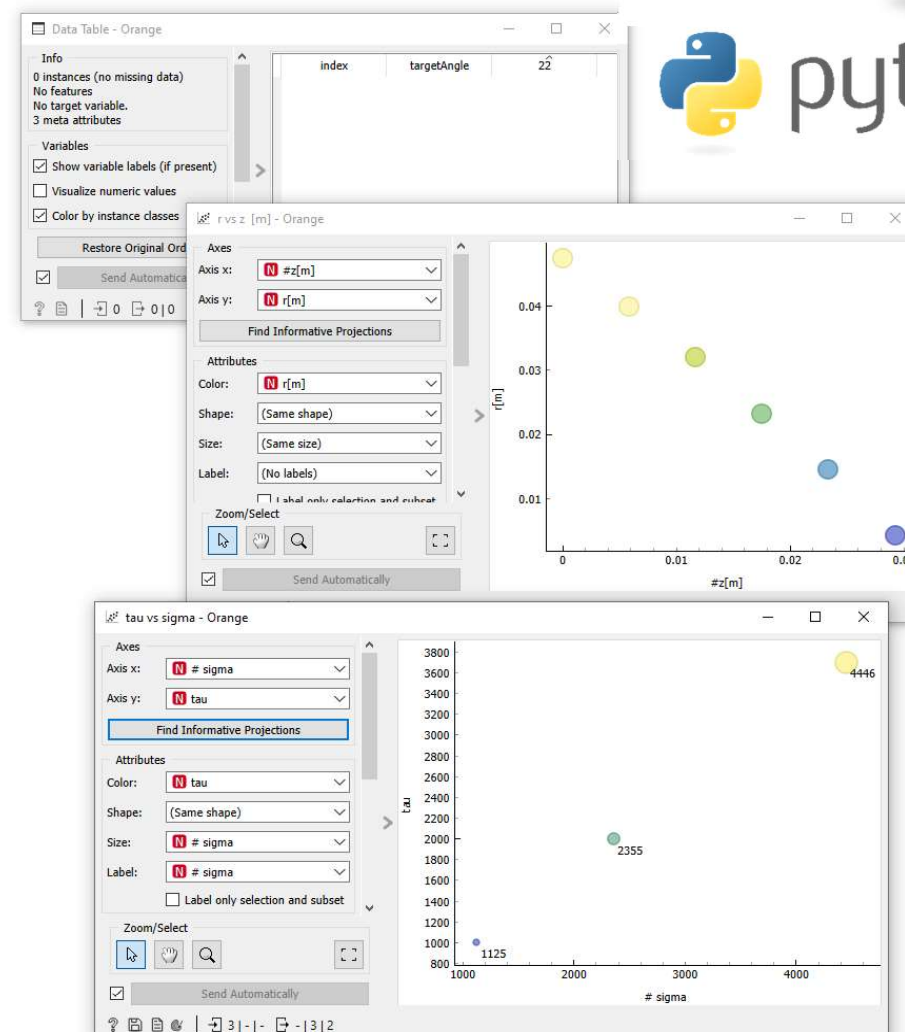 Data Table - Orange
Info
0 instances (no missing data)
No features
No target variable.
3 meta attributes
Variables
Show variable labels (if present)
Visualize numeric values
Color by instance classes
Restore Original Ord
Send Automatica
0 0|0
index targetAngle 22
pyt
r vs z [m] - Orange
Axes
Axis x: N #z[m]
Axis y: N r[m]
Find Informative Projections
Attributes
Color: N r[m]
Shape: (Same shape)
Size: (Same size)
Label: (No labels)
Label only selection and subset
Zoom/Select
Send Automatically
r[m]
0.04
0.03
0.02
0.01
0 0.01 0.02 0.0
#z[m]
tau vs sigma - Orange
Axes
Axis x: N # sigma
Axis y: N tau
Find Informative Projections
Attributes
Color: N tau
Shape: (Same shape)
Size: N # sigma
Label: N # sigma
Label only selection and subset
Zoom/Select
Send Automatically
3|-|- -|3|2
tau
3800
3600
3400
3200
3000
2800
2600
2400
2200
2000
1800
1600
1400
1200
1000
800
4446
2355
1125
1000 2000 3000 4000
# sigma